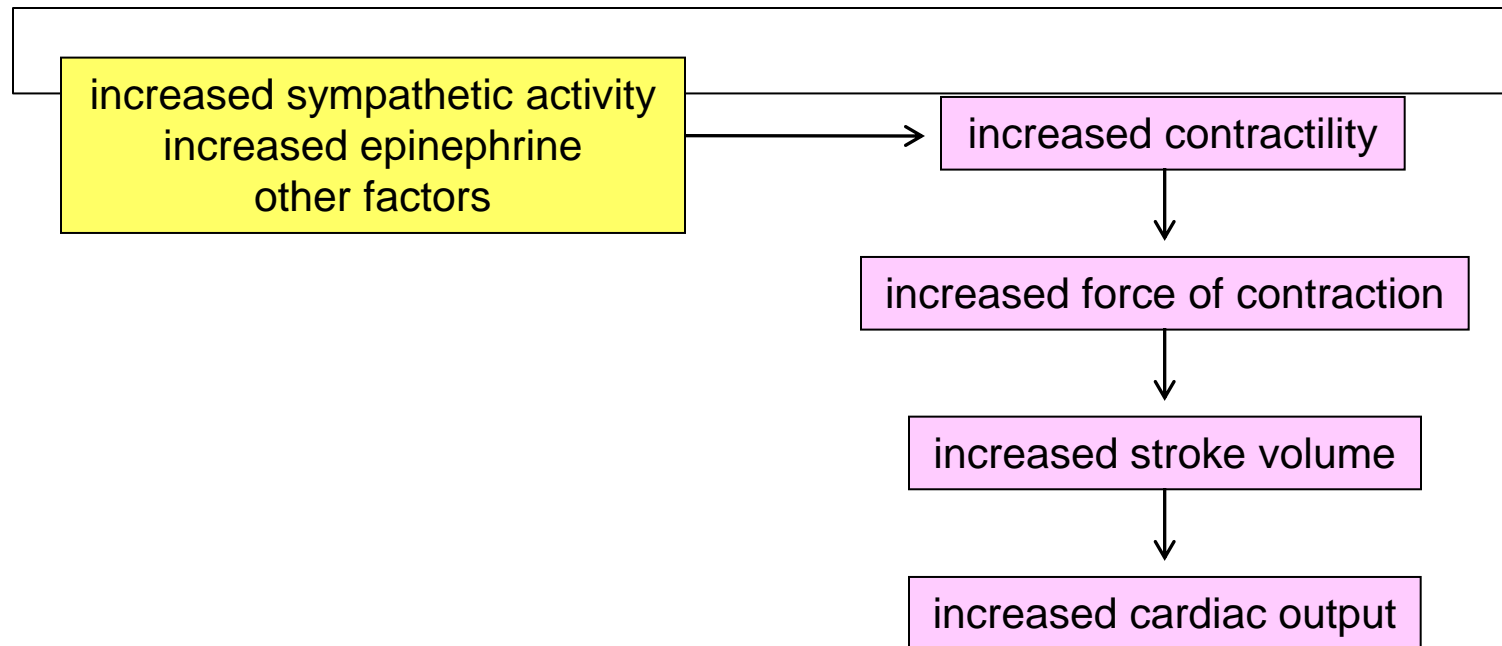 increased sympathetic activity
increased epinephrine
other factors
increased contractility
increased force of contraction
increased stroke volume
increased cardiac output